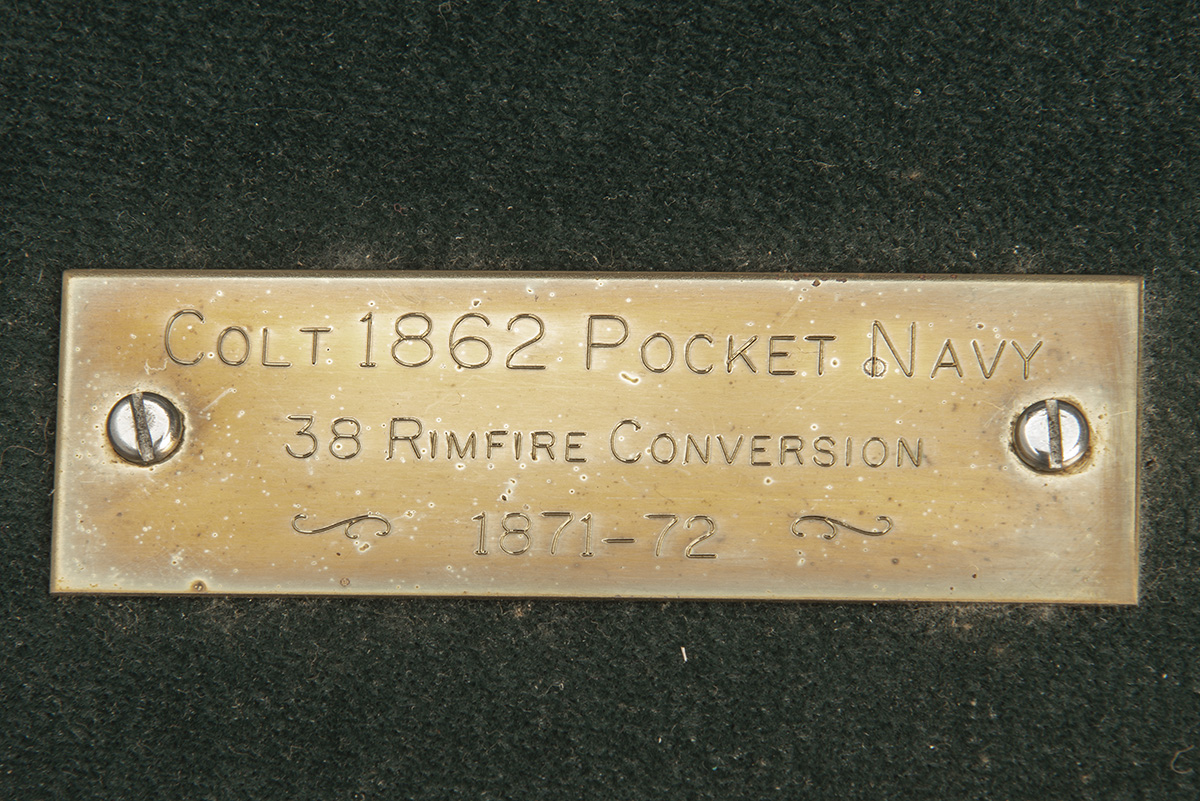 COLT 1862 POCKET NAVY
38 RIMFIRE CONVERSION
1871-72